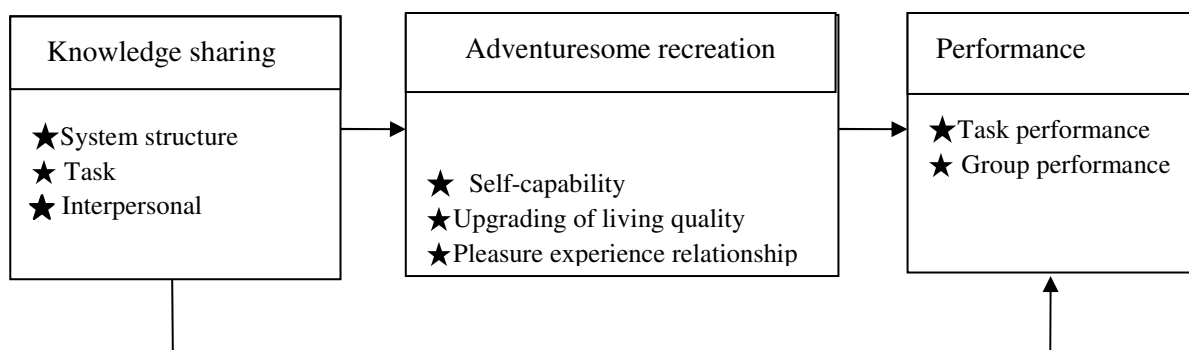 Knowledge sharing
★System structure
★ Task
★ Interpersonal
Adventuresome recreation
★ Self-capability
★Upgrading of living quality
★Pleasure experience relationship
Performance
★Task performance
★ Group performance